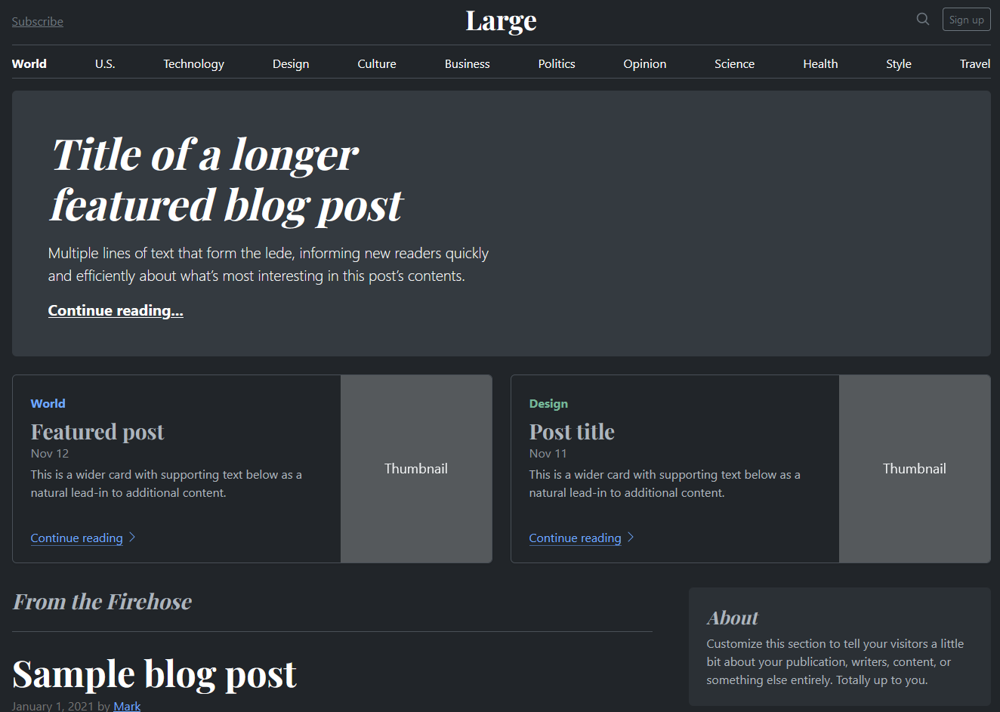 Subscribe
Large
Sign up
World
U.S.
Technology
Design
Culture
Business
Politics
Opinion
Science
Health
Style
Travel
Title of a longer
featured blog post
Multiple lines of text that form the lede, informing new readers quickly
and efficiently about what’s most interesting in this post’s contents.
Continue reading...
World
Featured post
Nov 12
This is a wider card with supporting text below as a
natural lead-in to additional content.
Continue reading
Thumbnail
Design
Post title
Nov 11
This is a wider card with supporting text below as a
natural lead-in to additional content.
Continue reading
Thumbnail
From the Firehose
Sample blog post
January 1, 2021 by Mark
About
Customize this section to tell your visitors a little
bit about your publication, writers, content, or
something else entirely. Totally up to you.